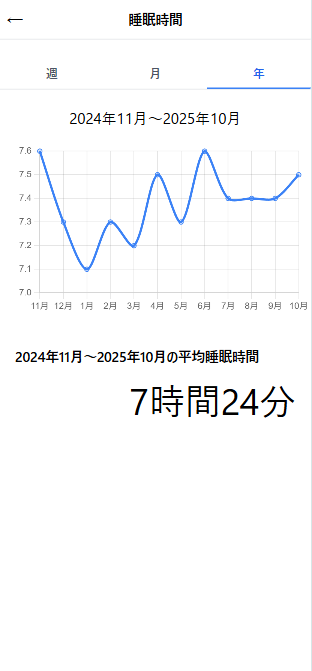 ←
睡眠時間
週 月 年
2024年11月～2025年10月
7.6
7.5
7.4
7.3
7.2
7.1
7.0
11月 12月 1月 2月 3月 4月 5月 6月 7月 8月 9月 10月
2024年11月～2025年10月の平均睡眠時間
7時間24分